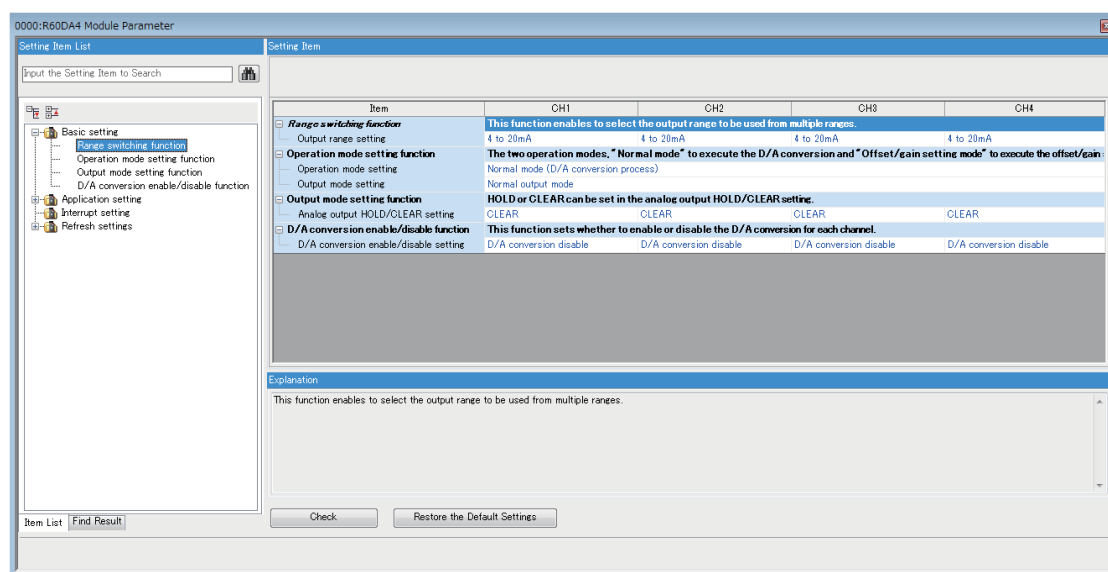 0000:R60DA4 Module Parameter
Setting Item List
Input the Setting Item to Search
Basic setting
Range switching function
Operation mode setting function
Output mode setting function
D/A conversion enable/disable function
Application setting
Interrupt setting
Refresh settings
Item List Find Result
Setting Item
Item CH1 CH2 CH3 CH4
Range switching function This function enables to select the output range to be used from multiple ranges.
Output range setting 4 to 20mA 4 to 20mA 4 to 20mA 4 to 20mA
Operation mode setting function The two operation modes, "Normal mode" to execute the D/A conversion and "Offset/gain setting mode" to execute the offset/gain
Operation mode setting Normal mode (D/A conversion process)
Output mode setting Normal output mode
Output mode setting function HOLD or CLEAR can be set in the analog output HOLD/CLEAR setting.
Analog output HOLD/CLEAR setting CLEAR CLEAR CLEAR CLEAR
D/A conversion enable/disable function This function sets whether to enable or disable the D/A conversion for each channel.
D/A conversion enable/disable setting D/A conversion disable D/A conversion disable D/A conversion disable D/A conversion disable
Explanation
This function enables to select the output range to be used from multiple ranges.
Check Restore the Default Settings